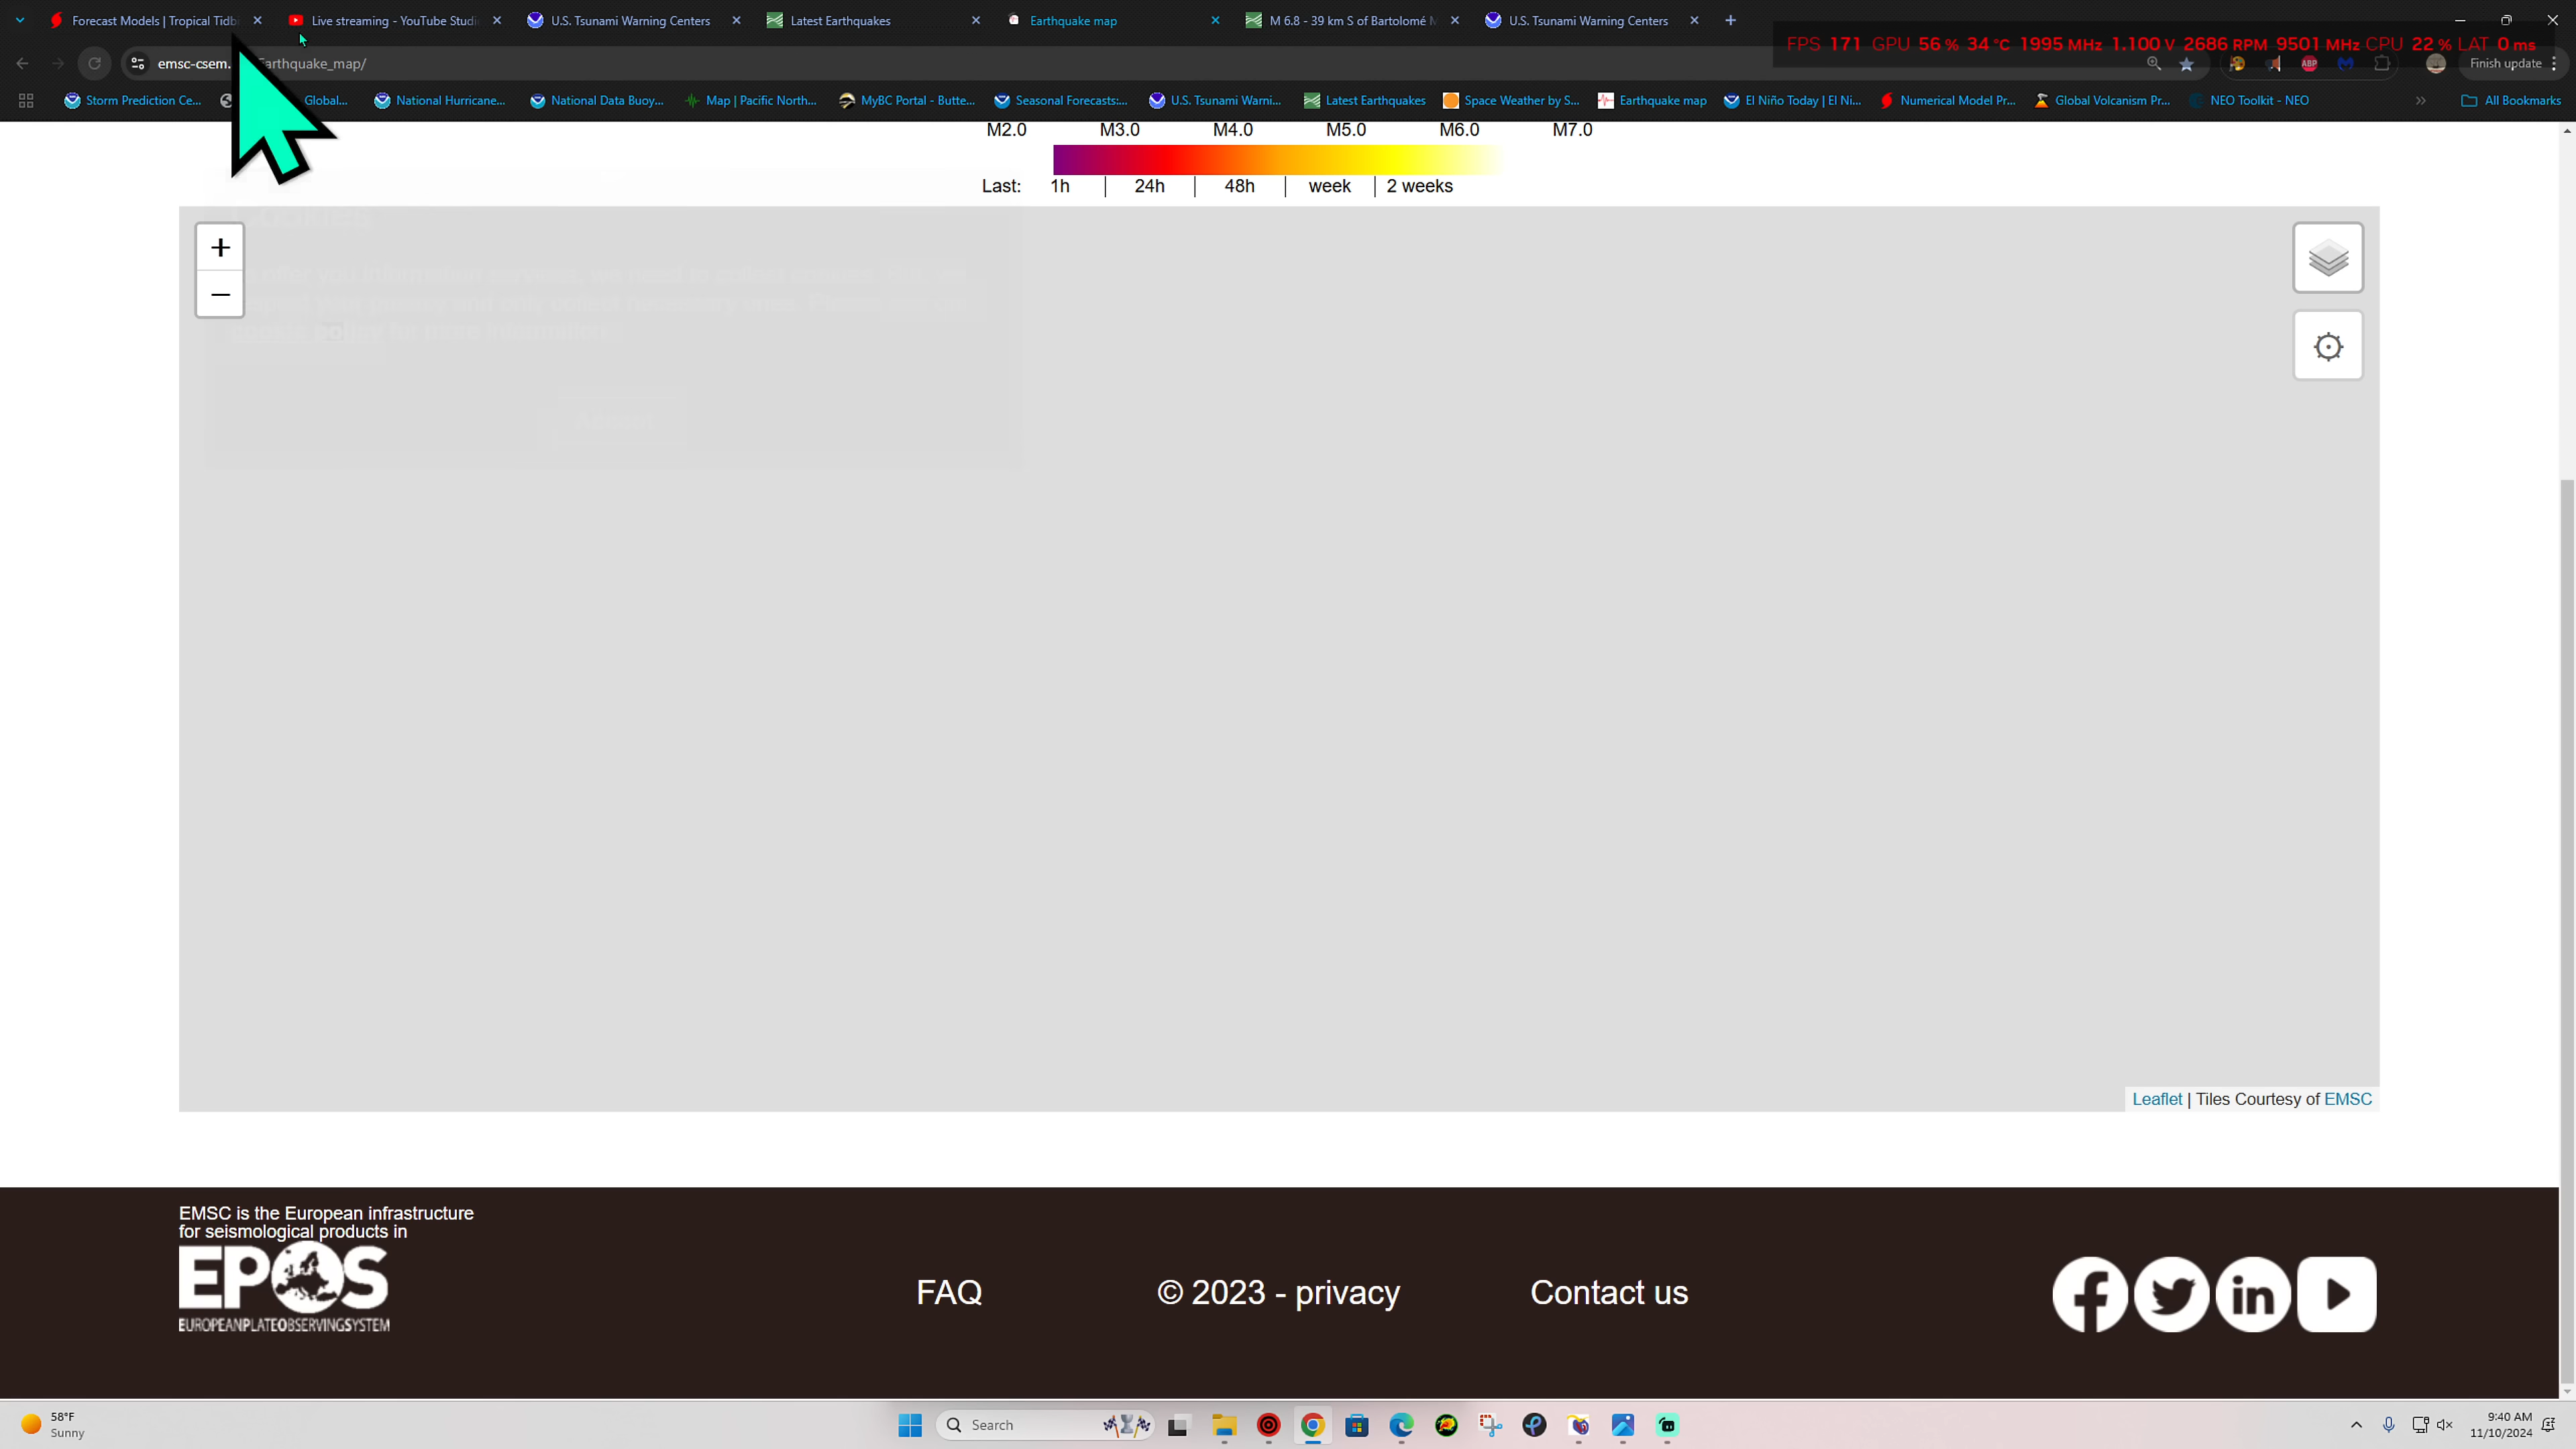 Forecast Models | Tropical Tidb
Live streaming - YouTube Studi
U.S. Tsunami Warning Centers
Latest Earthquakes
Earthquake map
M 6.8 - 39 km S of Bartolomé M
U.S. Tsunami Warning Centers
FPS 171 GPU 56 % 34 °C 1995 MHz 1.100 V 2686 RPM 9501 MHz CPU 22 % LAT 0 ms
emsc-csem. arthquake_map/
ABP
Finish update
Storm Prediction Ce...
Global...
National Hurricane...
National Data Buoy...
Map | Pacific North...
MyBC Portal - Butte...
Seasonal Forecasts:...
U.S. Tsunami Warni...
Latest Earthquakes
Space Weather by S...
Earthquake map
El Niño Today | El Ni...
Numerical Model Pr...
Global Volcanism Pr...
NEO Toolkit - NEO
All Bookmarks
M2.0 M3.0 M4.0 M5.0 M6.0 M7.0
Last: 1h | 24h | 48h | week | 2 weeks
+
−
Leaflet | Tiles Courtesy of EMSC
EMSC is the European infrastructure
for seismological products in
EPOS
EUROPEANPLATEOBSERVINGSYSTEM
FAQ
© 2023 - privacy
Contact us
58°F
Sunny
Search
9:40 AM
11/10/2024